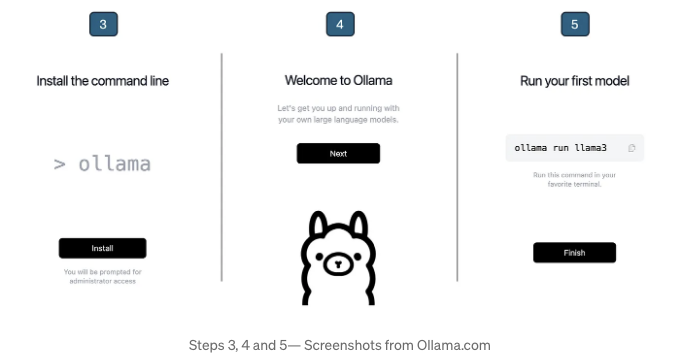 3
Install the command line
> ollama
Install
You will be prompted for
administrator access
4
Welcome to Ollama
Let's get you up and running with
your own large language models.
Next
5
Run your first model
ollama run llama3
Run this command in your
favorite terminal.
Finish
Steps 3, 4 and 5— Screenshots from Ollama.com